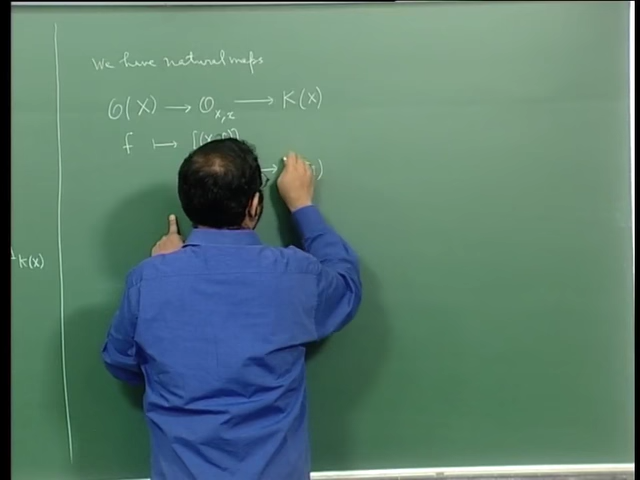 We have natural maps
O(X) → O_{X,x} → K(X)
f ↦ [(X, f)]
→
K(X)